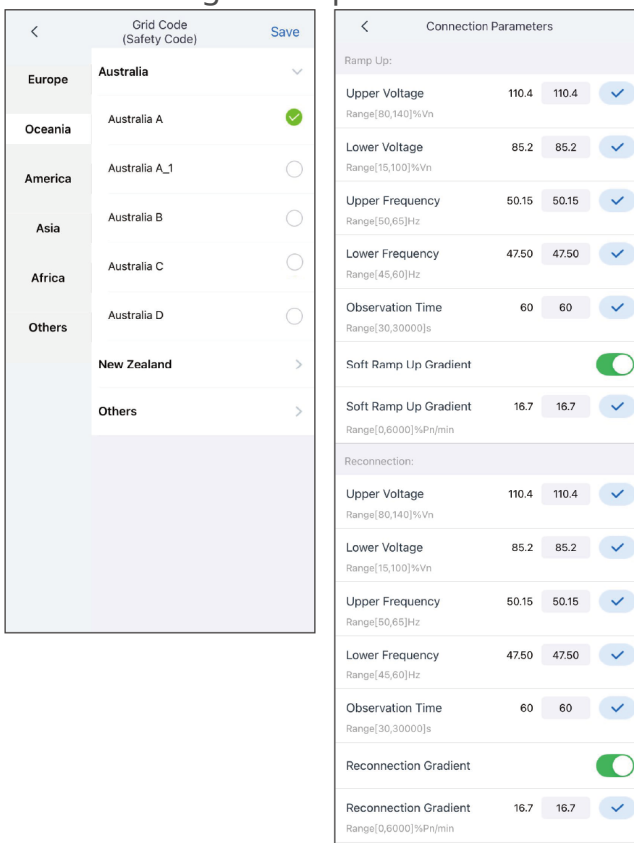 Grid Code
(Safety Code)
Save
Europe
Oceania
America
Asia
Africa
Others
Australia
Australia A
Australia A_1
Australia B
Australia C
Australia D
New Zealand
Others
Connection Parameters
Ramp Up:
Upper Voltage 110.4 110.4
Range[80,140]%Vn
Lower Voltage 85.2 85.2
Range[15,100]%Vn
Upper Frequency 50.15 50.15
Range[50,65]Hz
Lower Frequency 47.50 47.50
Range[45,60]Hz
Observation Time 60 60
Range[30,30000]s
Soft Ramp Up Gradient
Soft Ramp Up Gradient 16.7 16.7
Range[0,6000]%Pn/min
Reconnection:
Upper Voltage 110.4 110.4
Range[80,140]%Vn
Lower Voltage 85.2 85.2
Range[15,100]%Vn
Upper Frequency 50.15 50.15
Range[50,65]Hz
Lower Frequency 47.50 47.50
Range[45,60]Hz
Observation Time 60 60
Range[30,30000]s
Reconnection Gradient
Reconnection Gradient 16.7 16.7
Range[0,6000]%Pn/min